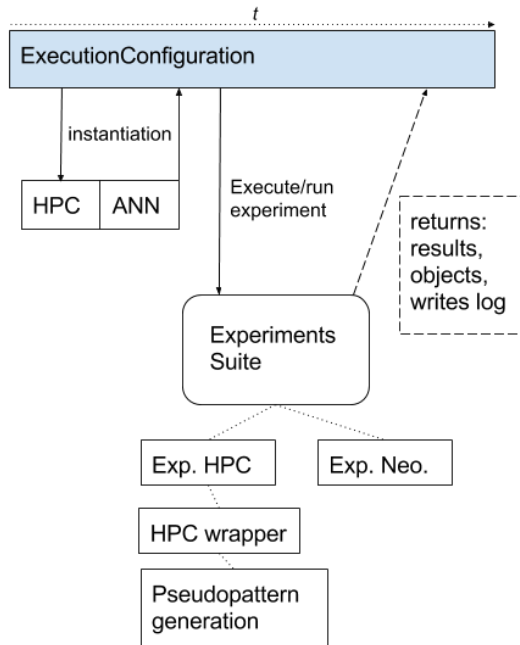 t
ExecutionConfiguration
instantiation
HPC
ANN
Execute/run
experiment
returns:
results,
objects,
writes log
Experiments
Suite
Exp. HPC
Exp. Neo.
HPC wrapper
Pseudopattern
generation